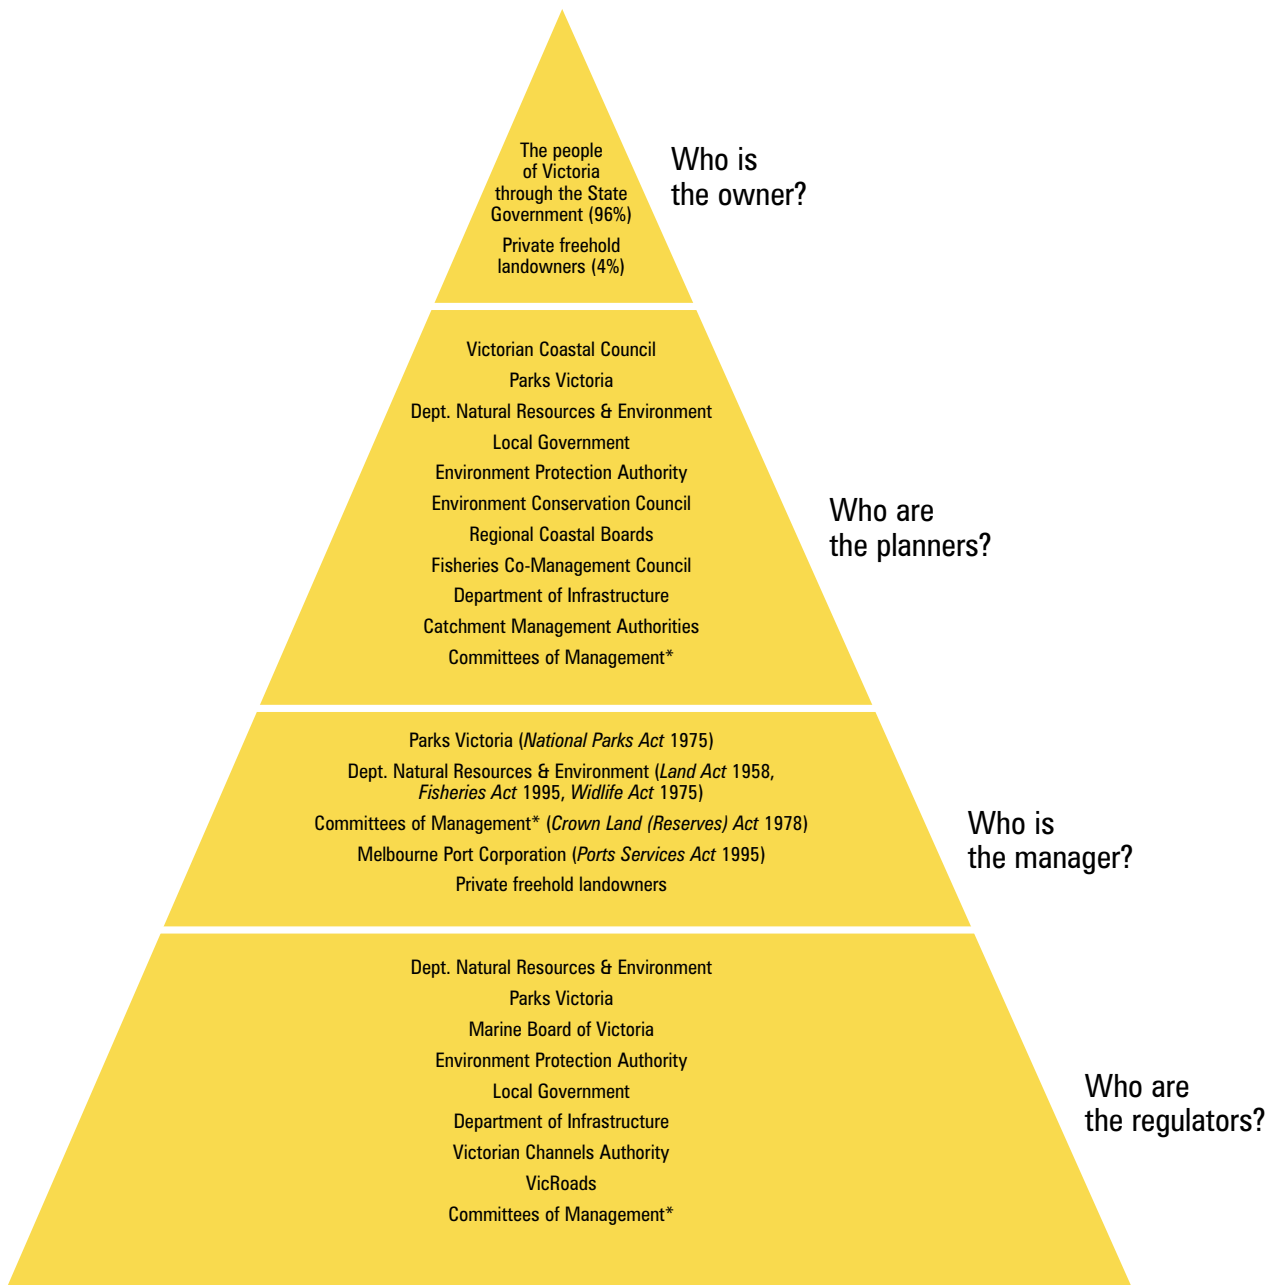 The people
of Victoria
through the State
Government (96%)
Private freehold
landowners (4%)
Who is
the owner?
Victorian Coastal Council
Parks Victoria
Dept. Natural Resources & Environment
Local Government
Environment Protection Authority
Environment Conservation Council
Regional Coastal Boards
Fisheries Co-Management Council
Department of Infrastructure
Catchment Management Authorities
Committees of Management*
Who are
the planners?
Parks Victoria (National Parks Act 1975)
Dept. Natural Resources & Environment (Land Act 1958,
Fisheries Act 1995, Widlife Act 1975)
Committees of Management* (Crown Land (Reserves) Act 1978)
Melbourne Port Corporation (Ports Services Act 1995)
Private freehold landowners
Who is
the manager?
Dept. Natural Resources & Environment
Parks Victoria
Marine Board of Victoria
Environment Protection Authority
Local Government
Department of Infrastructure
Victorian Channels Authority
VicRoads
Committees of Management*
Who are
the regulators?